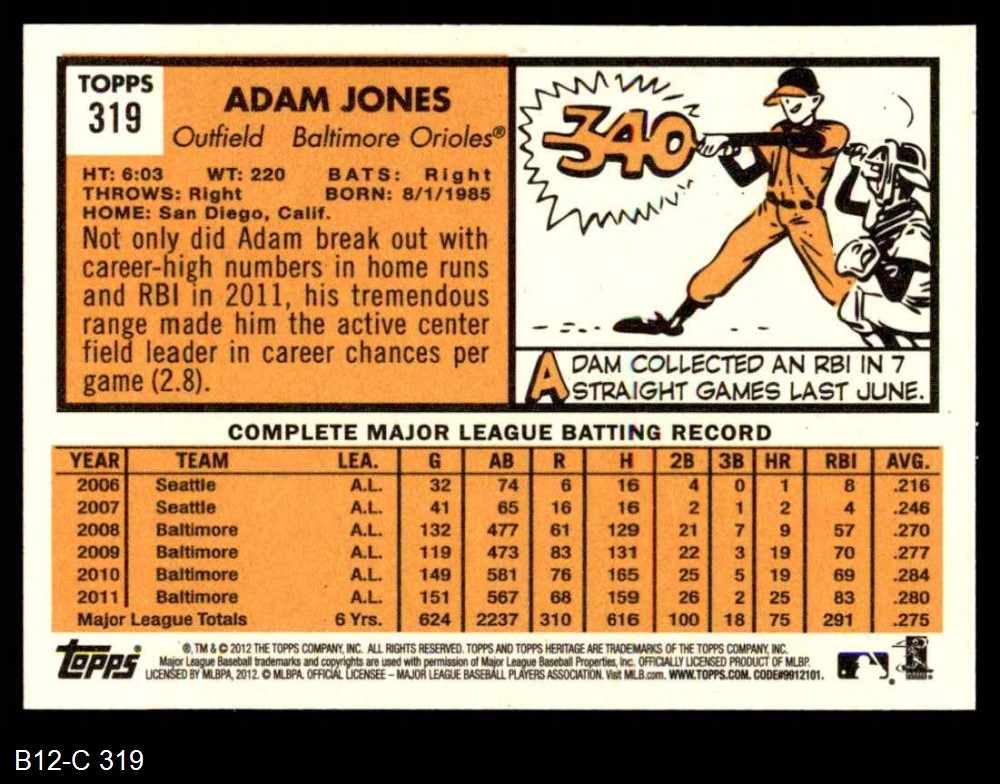 TOPPS
319
ADAM JONES
Outfield Baltimore Orioles®
HT: 6:03 WT: 220 BATS: Right
THROWS: Right BORN: 8/1/1985
HOME: San Diego, Calif.
Not only did Adam break out with
career-high numbers in home runs
and RBI in 2011, his tremendous
range made him the active center
field leader in career chances per
game (2.8).
340
ADAM COLLECTED AN RBI IN 7
STRAIGHT GAMES LAST JUNE.
COMPLETE MAJOR LEAGUE BATTING RECORD
YEAR TEAM LEA. G AB R H 2B 3B HR RBI AVG.
2006 Seattle A.L. 32 74 6 16 4 0 1 8 .216
2007 Seattle A.L. 41 65 16 16 2 1 2 4 .246
2008 Baltimore A.L. 132 477 61 129 21 7 9 57 .270
2009 Baltimore A.L. 119 473 83 131 22 3 19 70 .277
2010 Baltimore A.L. 149 581 76 165 25 5 19 69 .284
2011 Baltimore A.L. 151 567 68 159 26 2 25 83 .280
Major League Totals 6 Yrs. 624 2237 310 616 100 18 75 291 .275
topps®
®, TM & © 2012 THE TOPPS COMPANY, INC. ALL RIGHTS RESERVED. TOPPS AND TOPPS HERITAGE ARE TRADEMARKS OF THE TOPPS COMPANY, INC.
Major League Baseball trademarks and copyrights are used with permission of Major League Baseball Properties, Inc. OFFICIALLY LICENSED PRODUCT OF MLBP.
LICENSED BY MLBPA, 2012. © MLBPA. OFFICIAL LICENSEE – MAJOR LEAGUE BASEBALL PLAYERS ASSOCIATION. Visit MLB.com. WWW.TOPPS.COM. CODE#9912101.
B12-C 319